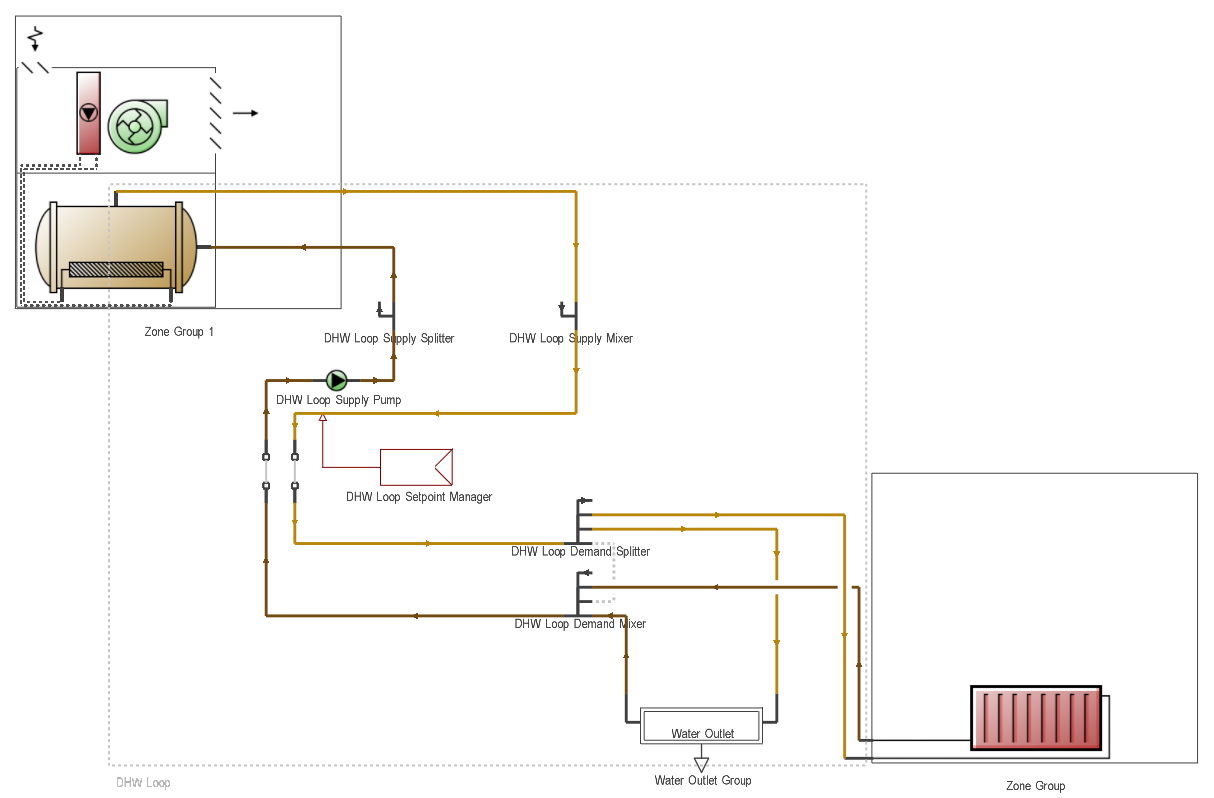 Zone Group 1
DHW Loop Supply Splitter
DHW Loop Supply Mixer
DHW Loop Supply Pump
DHW Loop Setpoint Manager
DHW Loop Demand Splitter
DHW Loop Demand Mixer
Water Outlet
Water Outlet Group
DHW Loop
Zone Group